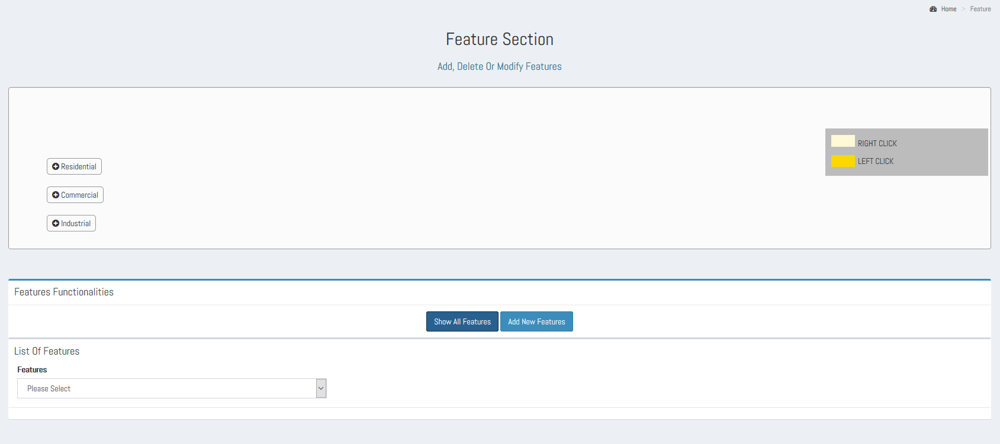 Home > Feature
Feature Section
Add, Delete Or Modify Features
RIGHT CLICK
LEFT CLICK
Residential
Commercial
Industrial
Features Functionalities
Show All Features Add New Features
List Of Features
Features
Please Select